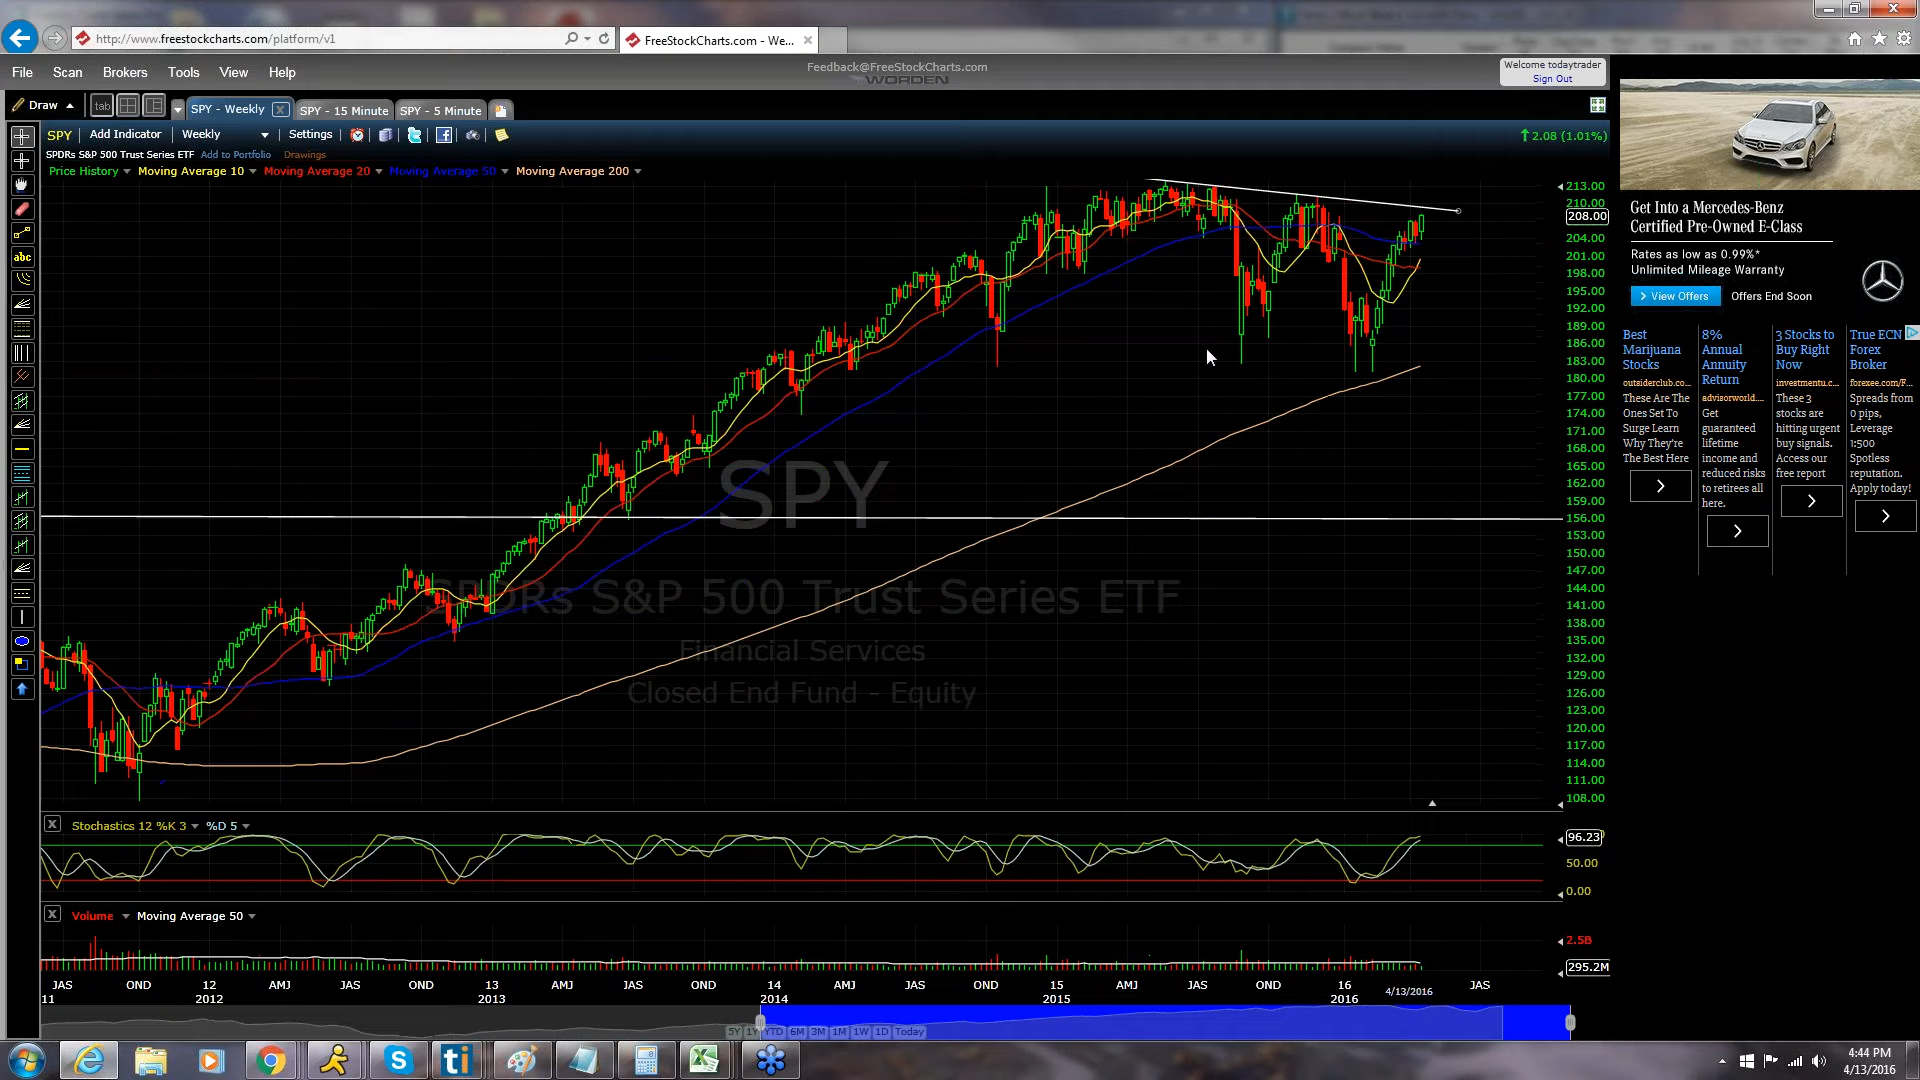 http://www.freestockcharts.com/platform/v1
FreeStockCharts.com - We...
File Scan Brokers Tools View Help
Feedback@FreeStockCharts.com
WORDEN
Welcome todaytrader
Sign Out
Draw tab SPY - Weekly SPY - 15 Minute SPY - 5 Minute
SPY Add Indicator Weekly Settings
2.08 (1.01%)
SPDRs S&P 500 Trust Series ETF Add to Portfolio Drawings
Price History Moving Average 10 Moving Average 20 Moving Average 50 Moving Average 200
abc
213.00
210.00
208.00
204.00
201.00
198.00
195.00
192.00
189.00
186.00
183.00
180.00
177.00
174.00
171.00
168.00
165.00
162.00
159.00
156.00
153.00
150.00
147.00
144.00
141.00
138.00
135.00
132.00
129.00
126.00
123.00
120.00
117.00
114.00
111.00
108.00
SPY
SPDRs S&P 500 Trust Series ETF
Financial Services
Closed End Fund - Equity
Stochastics 12 %K 3 %D 5
96.23
50.00
0.00
Volume Moving Average 50
2.5B
295.2M
JAS OND 12 AMJ JAS OND 13 AMJ JAS OND 14 AMJ JAS OND 15 AMJ JAS OND 16 4/13/2016 JAS
11 2012 2013 2014 2015 2016
5Y 1Y YTD 6M 3M 1M 1W 1D Today
Get Into a Mercedes-Benz
Certified Pre-Owned E-Class
Rates as low as 0.99%*
Unlimited Mileage Warranty
View Offers Offers End Soon
Best
Marijuana
Stocks
outsiderclub.co...
These Are The
Ones Set To
Surge Learn
Why They're
The Best Here
8%
Annual
Annuity
Return
advisorworld....
Get
guaranteed
lifetime
income and
reduced risks
to retirees all
here.
3 Stocks to
Buy Right
Now
investmentu.c...
These 3
stocks are
hitting urgent
buy signals.
Access our
free report
True ECN
Forex
Broker
forexee.com/F...
Spreads from
0 pips,
Leverage
1:500
Spotless
reputation.
Apply today!
4:44 PM
4/13/2016